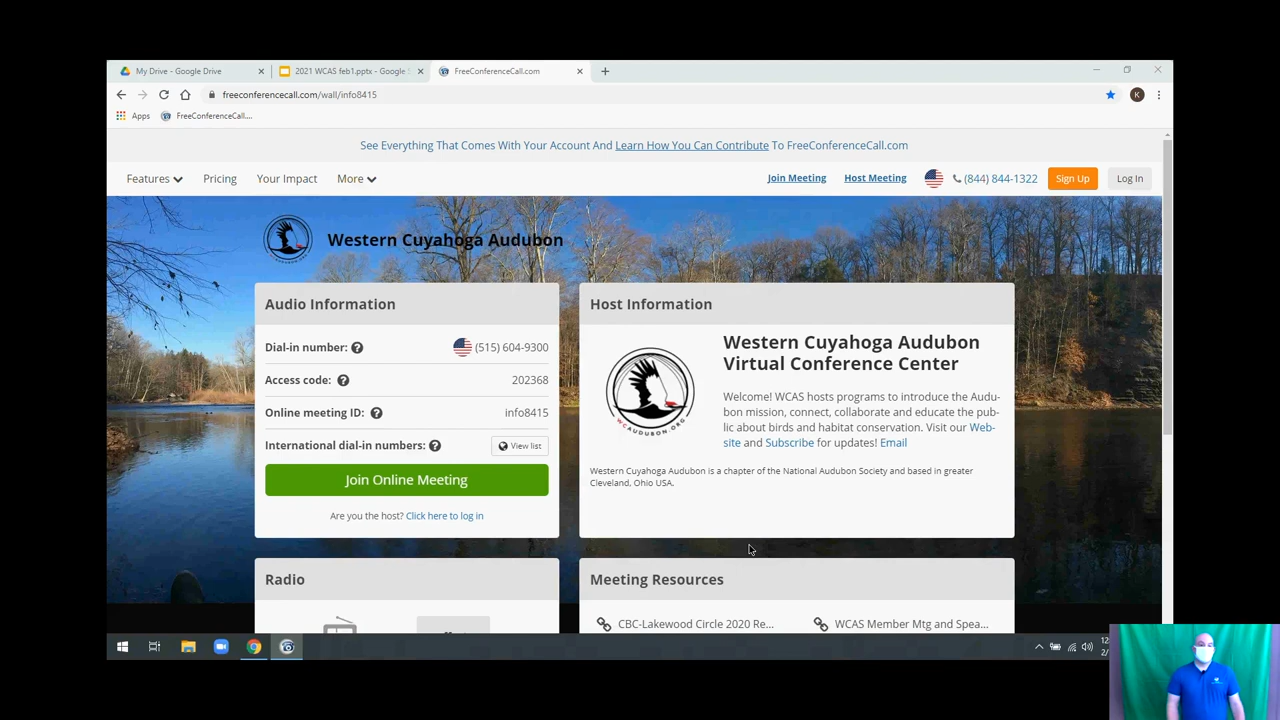 My Drive - Google Drive
2021 WCAS feb1.pptx - Google S
FreeConferenceCall.com
freeconferencecall.com/wall/info8415
K
Apps
FreeConferenceCall....
See Everything That Comes With Your Account And Learn How You Can Contribute To FreeConferenceCall.com
Features
Pricing
Your Impact
More
Join Meeting
Host Meeting
(844) 844-1322
Sign Up
Log In
Western Cuyahoga Audubon
Audio Information
Dial-in number:
(515) 604-9300
Access code:
202368
Online meeting ID:
info8415
International dial-in numbers:
View list
Join Online Meeting
Are you the host? Click here to log in
Host Information
WCAUDUBON.ORG
Western Cuyahoga Audubon
Virtual Conference Center
Welcome! WCAS hosts programs to introduce the Audu-
bon mission, connect, collaborate and educate the pub-
lic about birds and habitat conservation. Visit our Web-
site and Subscribe for updates! Email
Western Cuyahoga Audubon is a chapter of the National Audubon Society and based in greater
Cleveland, Ohio USA.
Radio
Meeting Resources
CBC-Lakewood Circle 2020 Re...
WCAS Member Mtg and Spea...